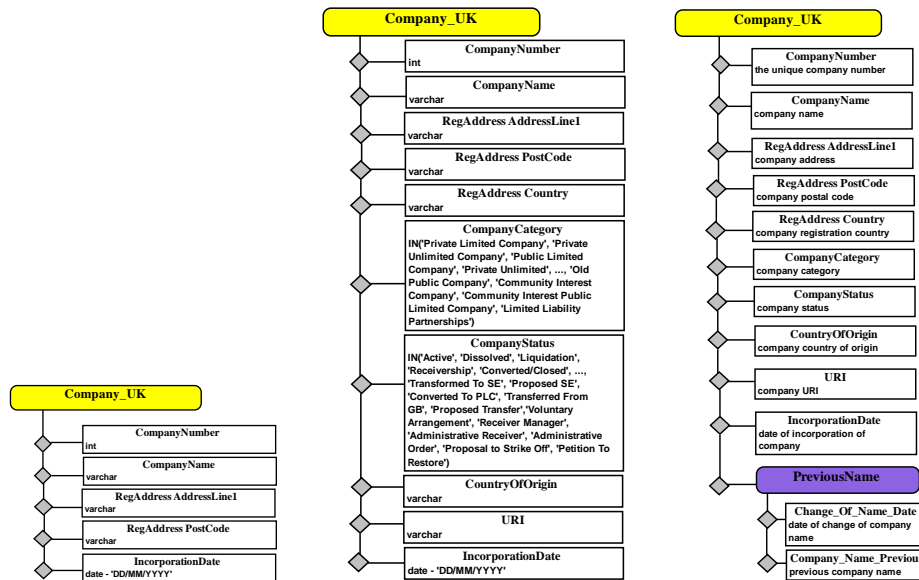 Company_UK
CompanyNumber
int
CompanyName
varchar
RegAddress AddressLine1
varchar
RegAddress PostCode
varchar
IncorporationDate
date - 'DD/MM/YYYY'
Company_UK
CompanyNumber
int
CompanyName
varchar
RegAddress AddressLine1
varchar
RegAddress PostCode
varchar
RegAddress Country
varchar
CompanyCategory
IN('Private Limited Company', 'Private
Unlimited Company', 'Public Limited
Company', 'Private Unlimited', ..., 'Old
Public Company', 'Community Interest
Company', 'Community Interest Public
Limited Company', 'Limited Liability
Partnerships')
CompanyStatus
IN('Active', 'Dissolved', 'Liquidation',
'Receivership', 'Converted/Closed', ...,
'Transformed To SE', 'Proposed SE',
'Converted To PLC', 'Transferred From
GB', 'Proposed Transfer','Voluntary
Arrangement', 'Receiver Manager',
'Administrative Receiver', 'Administrative
Order', 'Proposal to Strike Off', 'Petition To
Restore')
CountryOfOrigin
varchar
URI
varchar
IncorporationDate
date - 'DD/MM/YYYY'
Company_UK
CompanyNumber
the unique company number
CompanyName
company name
RegAddress AddressLine1
company address
RegAddress PostCode
company postal code
RegAddress Country
company registration country
CompanyCategory
company category
CompanyStatus
company status
CountryOfOrigin
company country of origin
URI
company URI
IncorporationDate
date of incorporation of
company
PreviousName
Change_Of_Name_Date
date of change of company
name
Company_Name_Previou
previous company name